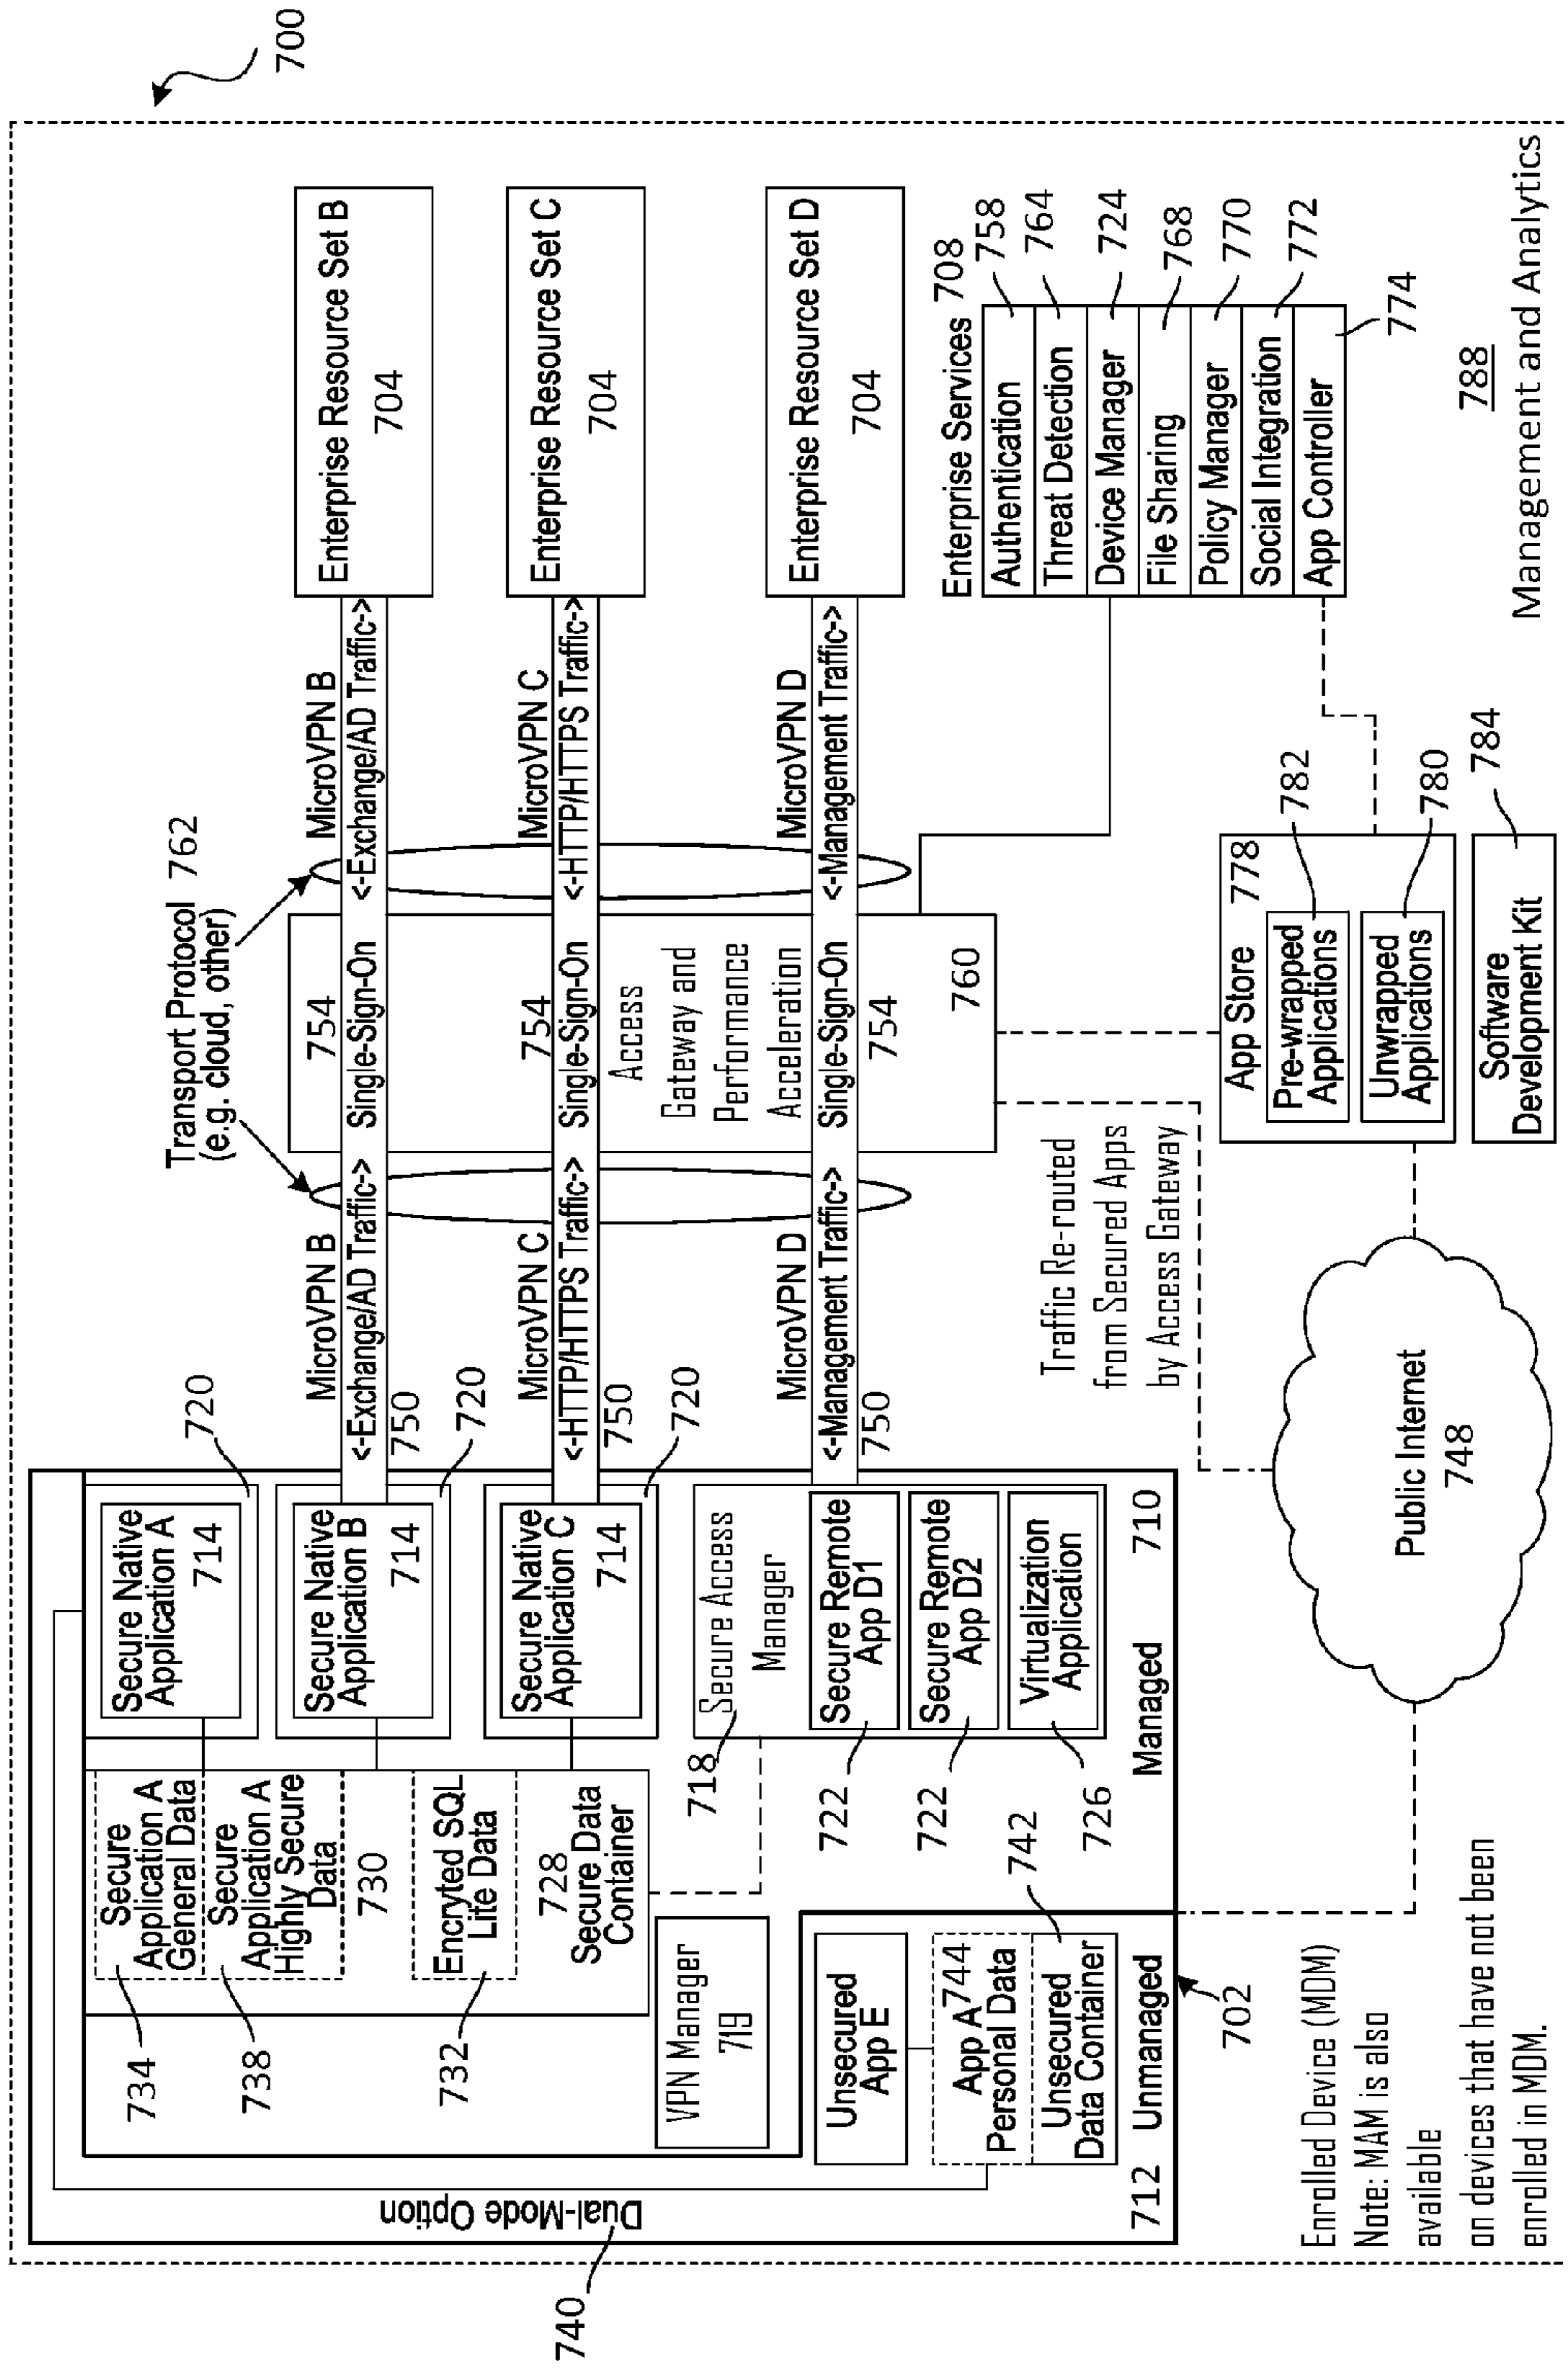 700
Transport Protocol 762
(e.g. cloud, other)
740
Dual-Mode Option
734
738
732
Secure
Application A
General Data
Secure
Application A
Highly Secure
Data
730
Encryted SQL
Lite Data
728
Secure Data
Container
VPN Manager
719
Secure Native
Application A
714
720
Secure Native
Application B
714
720
Secure Native
Application C
714
720
718
Secure Access
Manager
722
Secure Remote
App D1
722
Secure Remote
App D2
726
Virtualization
Application
Managed
710
Unsecured
App E
App A
744
Personal Data
742
Unsecured
Data Container
712
Unmanaged
702
MicroVPN B
<-Exchange/AD Traffic->
750
MicroVPN C
<-HTTP/HTTPS Traffic->
750
MicroVPN D
<-Management Traffic->
750
754
Single-Sign-On
754
Single-Sign-On
Access
Gateway and
Performance
Acceleration
Single-Sign-On
754
760
MicroVPN B
<-Exchange/AD Traffic->
MicroVPN C
<-HTTP/HTTPS Traffic->
MicroVPN D
<-Management Traffic->
Enterprise Resource Set B
704
Enterprise Resource Set C
704
Enterprise Resource Set D
704
Enterprise Services 708
Authentication
758
Threat Detection
764
Device Manager
724
File Sharing
768
Policy Manager
770
Social Integration
772
App Controller
774
Traffic Re-routed
from Secured Apps
by Access Gateway
App Store
778
Pre-wrapped
Applications
782
Unwrapped
Applications
780
Software
Development Kit
784
Public Internet
748
Enrolled Device (MDM)
Note: MAM is also
available
on devices that have not been
enrolled in MDM.
788
Management and Analytics